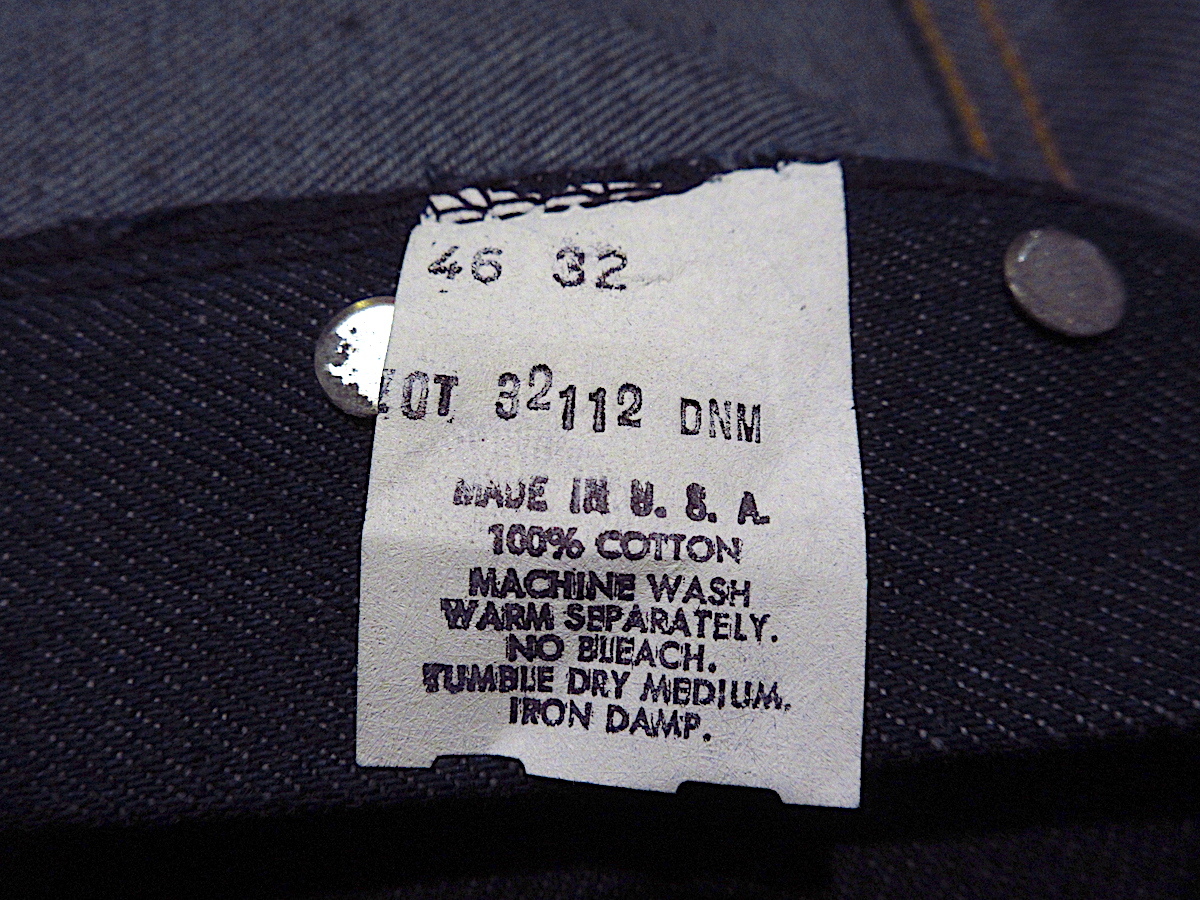 46 32
LOT 32112 DNM
MADE IN U. S. A.
100% COTTON
MACHINE WASH
WARM SEPARATELY.
NO BLEACH.
TUMBLE DRY MEDIUM.
IRON DAMP.